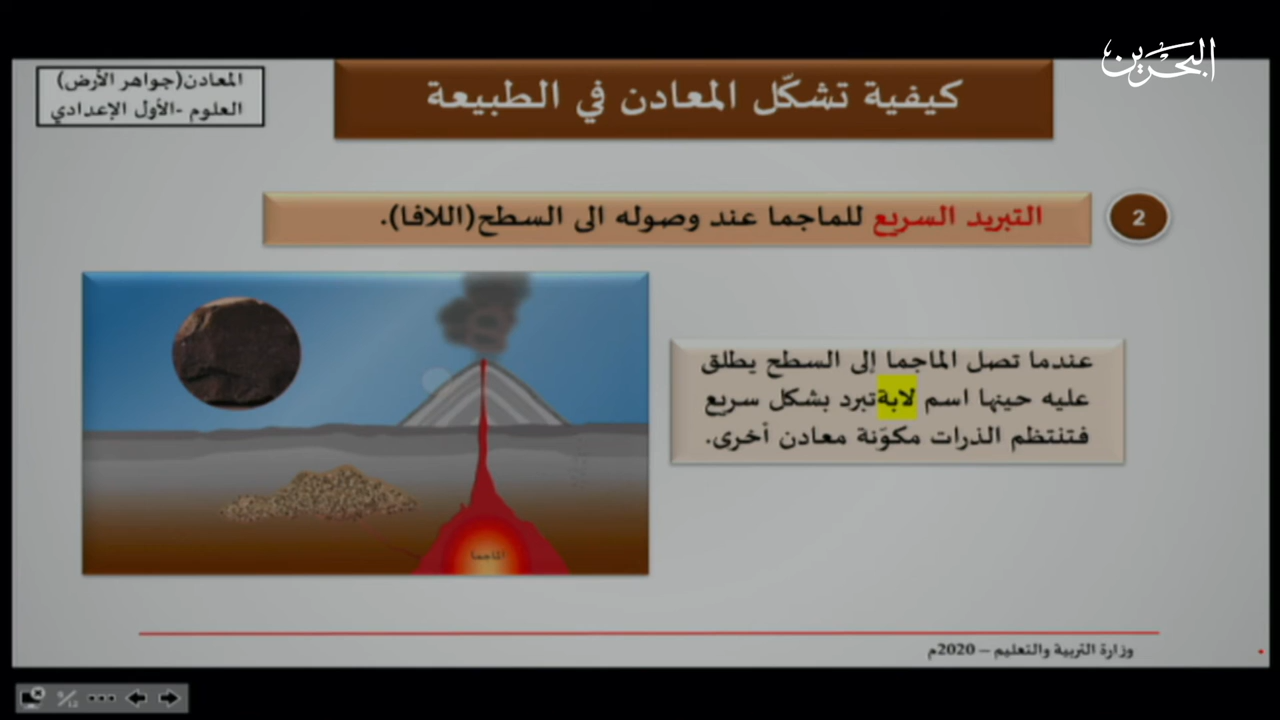 البحرين
المعادن(جواهر الأرض)
العلوم -الأول الإعدادي
كيفية تشكّل المعادن في الطبيعة
2
التبريد السريع للماجما عند وصوله الى السطح(اللافا).
عندما تصل الماجما إلى السطح يطلق
عليه حينها اسم لابةتبرد بشكل سريع
فتنتظم الذرات مكوّنة معادن أخرى.
الماجما
وزارة التربية والتعليم – 2020م